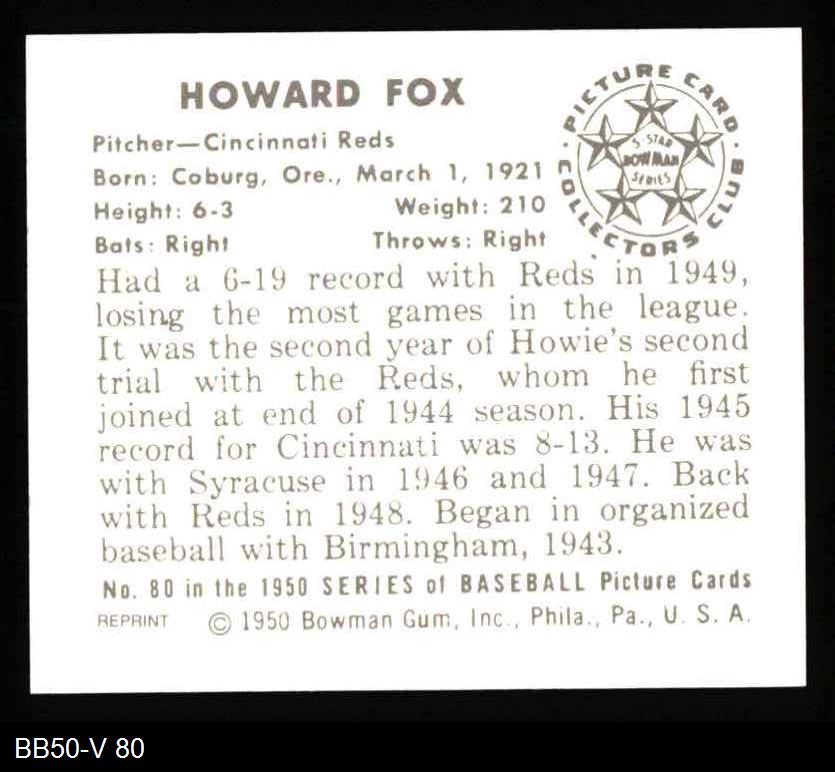 HOWARD FOX
Pitcher—Cincinnati Reds
Born: Coburg, Ore., March 1, 1921
Height: 6-3 Weight: 210
Bats: Right Throws: Right
PICTURE CARD COLLECTORS CLUB
5 STAR
BOWMAN
SERIES
Had a 6-19 record with Reds in 1949,
losing the most games in the league.
It was the second year of Howie's second
trial with the Reds, whom he first
joined at end of 1944 season. His 1945
record for Cincinnati was 8-13. He was
with Syracuse in 1946 and 1947. Back
with Reds in 1948. Began in organized
baseball with Birmingham, 1943.
No. 80 in the 1950 SERIES of BASEBALL Picture Cards
REPRINT © 1950 Bowman Gum, Inc., Phila., Pa., U. S. A.
BB50-V 80